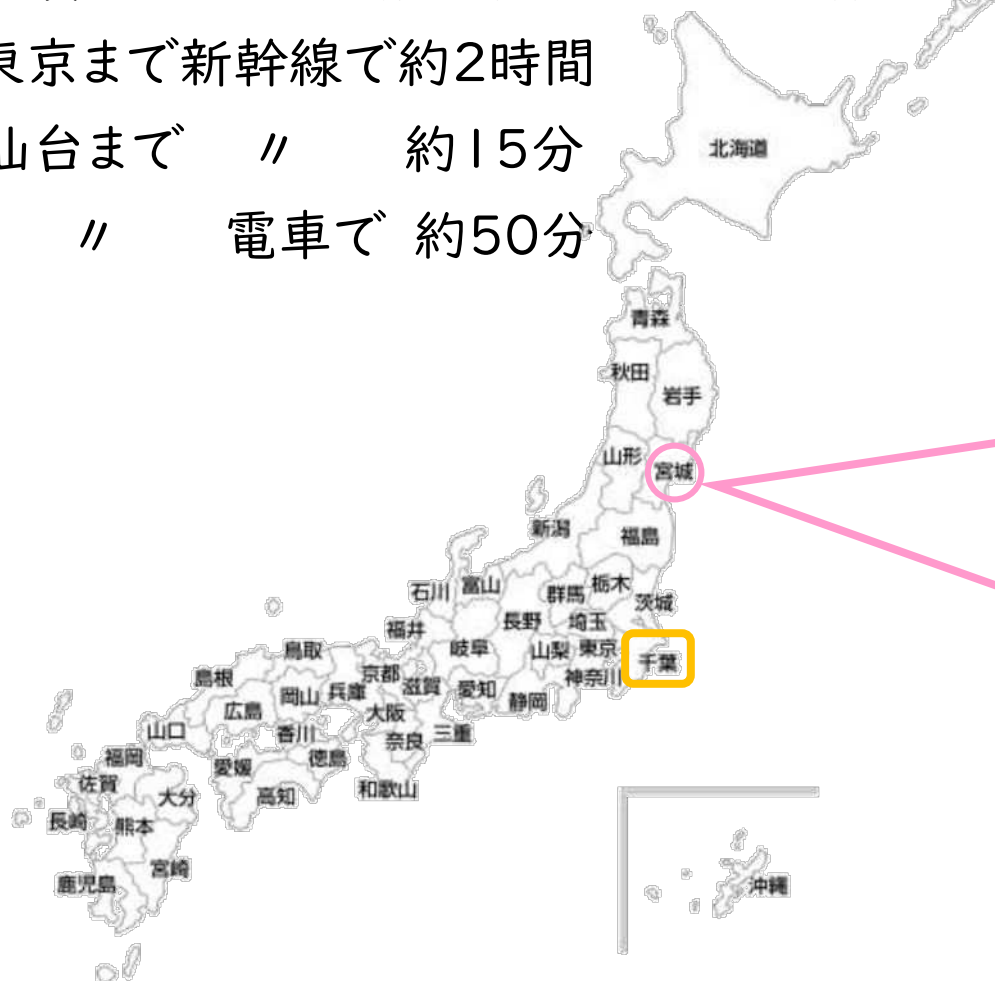 東京まで新幹線で約2時間
仙台まで 〃 約15分
〃 電車で 約50分
北海道
青森
秋田
岩手
山形
宮城
新潟
福島
石川
富山
群馬
栃木
茨城
福井
長野
埼玉
岐阜
山梨
東京
千葉
鳥取
京都
滋賀
愛知
静岡
神奈川
島根
岡山
兵庫
広島
大阪
山口
香川
奈良
三重
福岡
愛媛
徳島
佐賀
大分
高知
和歌山
長崎
熊本
宮崎
鹿児島
沖縄